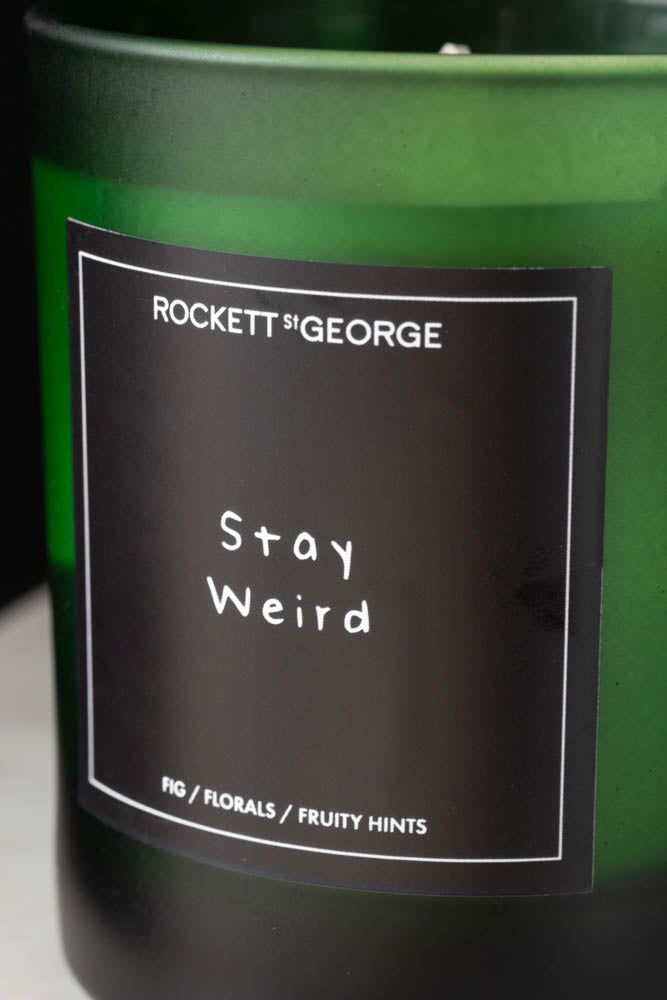 ROCKETT St GEORGE
Stay
Weird
FIG / FLORALS / FRUITY HINTS